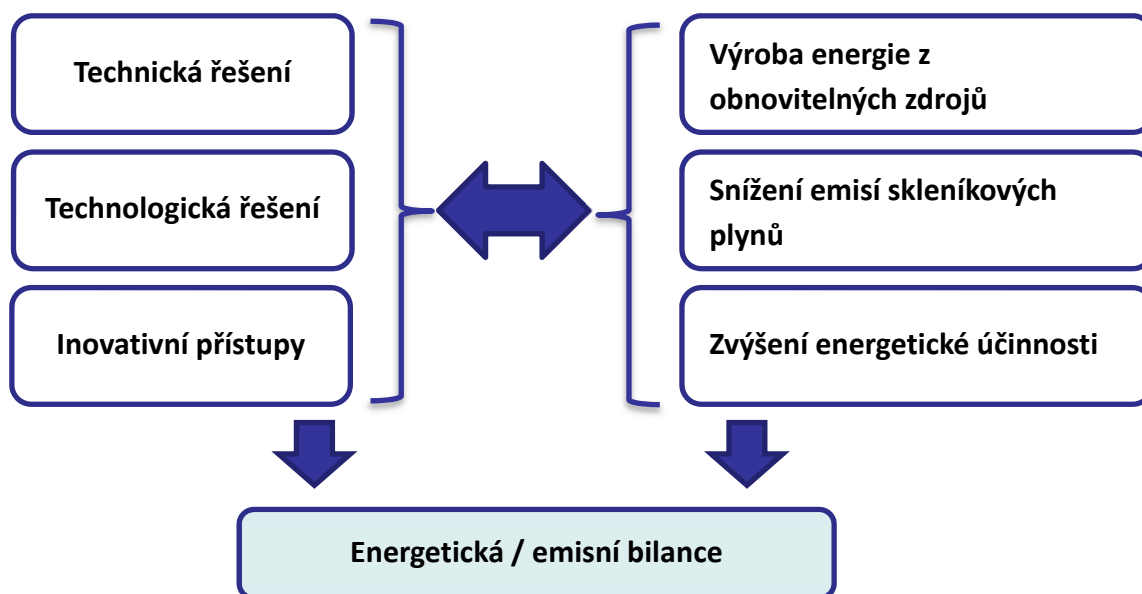 Technická řešení
Technologická řešení
Inovativní přístupy
Výroba energie z
obnovitelných zdrojů
Snížení emisí skleníkových
plynů
Zvýšení energetické účinnosti
Energetická / emisní bilance